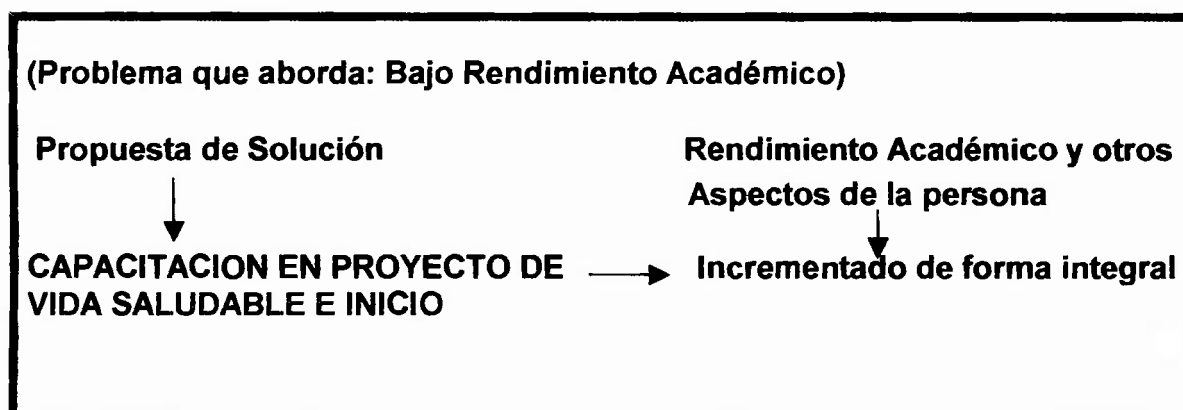 (Problema que aborda: Bajo Rendimiento Académico)
Propuesta de Solución
Rendimiento Académico y otros
Aspectos de la persona
CAPACITACION EN PROYECTO DE
VIDA SALUDABLE E INICIO
Incrementado de forma integral